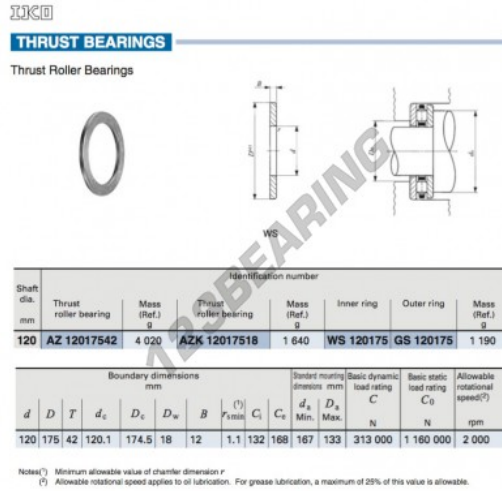 IKO
THRUST BEARINGS
Thrust Roller Bearings
B
r
D
d
WS
Da
da
123BEARING
Identification number
Shaft dia. mm
Thrust roller bearing
Mass (Ref.) g
Thrust roller bearing
Mass (Ref.) g
Inner ring
Outer ring
Mass (Ref.) g
120 AZ 12017542 4 020 AZK 12017518 1 640 WS 120175 GS 120175 1 190
Boundary dimensions mm
Standard mounting dimensions mm
Basic dynamic load rating C N
Basic static load rating C0 N
Allowable rotational speed(2) rpm
d D T dc Dc Dw B rs min(1) Ci Ce da Min. Da Max.
120 175 42 120.1 174.5 18 12 1.1 132 168 167 133 313 000 1 160 000 2 000
Notes(1) Minimum allowable value of chamfer dimension r
(2) Allowable rotational speed applies to oil lubrication. For grease lubrication, a maximum of 25% of this value is allowable.